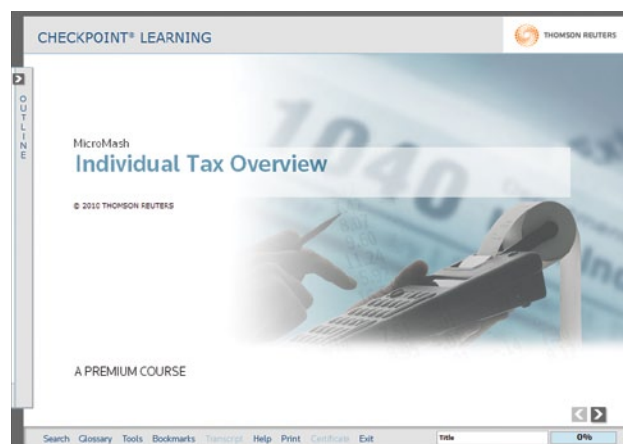 CHECKPOINT® LEARNING
THOMSON REUTERS
OUTLINE
MicroMash
Individual Tax Overview
© 2010 THOMSON REUTERS
1040
A PREMIUM COURSE
Search Glossary Tools Bookmarks Transcript Help Print Certificate Exit
Title
0%